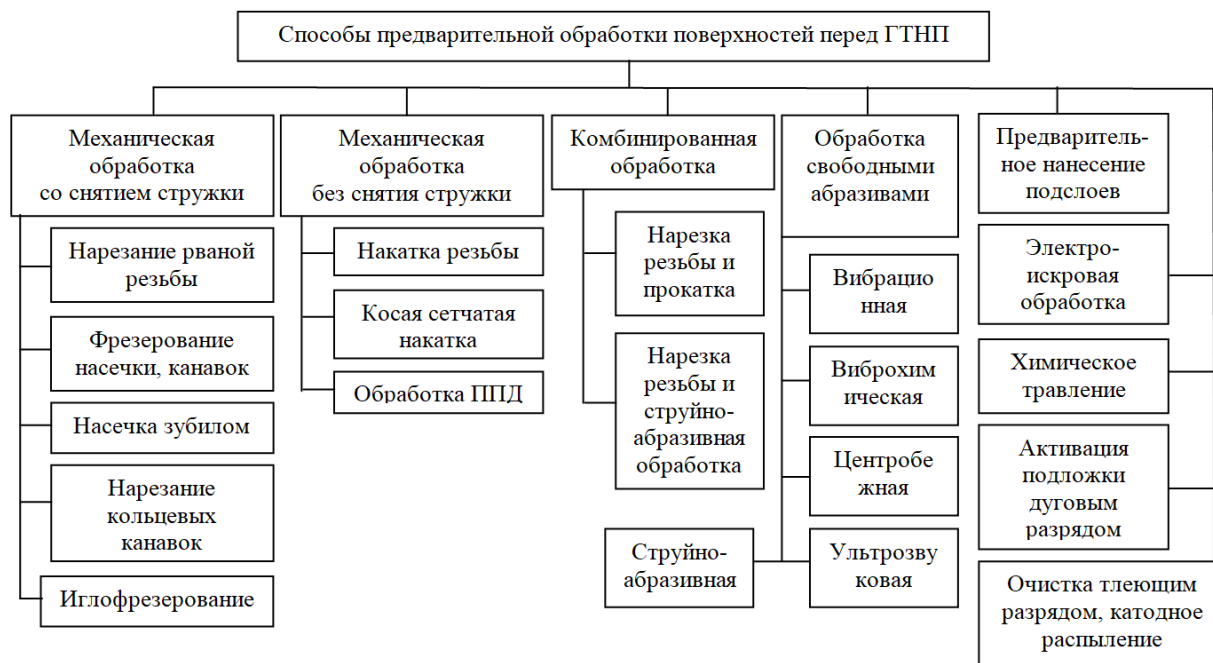 Способы предварительной обработки поверхностей перед ГТНП
Механическая
обработка
со снятием стружки
Нарезание рваной
резьбы
Фрезерование
насечки, канавок
Насечка зубилом
Нарезание
кольцевых
канавок
Иглофрезерование
Механическая
обработка
без снятия стружки
Накатка резьбы
Косая сетчатая
накатка
Обработка ППД
Комбинированная
обработка
Нарезка
резьбы и
прокатка
Нарезка
резьбы и
струйно-
абразивная
обработка
Обработка
свободными
абразивами
Вибрацио
нная
Виброхим
ическая
Центробе
жная
Струйно-
абразивная
Ультрозву
ковая
Предваритель-
ное нанесение
подслоев
Электро-
искровая
обработка
Химическое
травление
Активация
подложки
дуговым
разрядом
Очистка тлеющим
разрядом, катодное
распыление